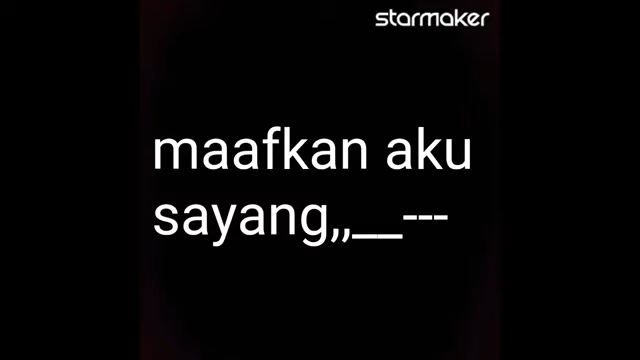 starmaker
maafkan aku
sayang,,__---